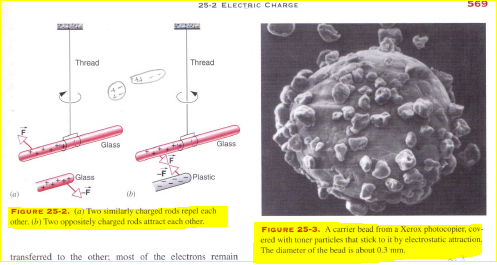 25-2 ELECTRIC CHARGE
569
Thread
Thread
F
Glass
F
Glass
Glass
-F
-F
Plastic
(a)
(b)
FIGURE 25-2. (a) Two similarly charged rods repel each
other. (b) Two oppositely charged rods attract each other.
FIGURE 25-3. A carrier bead from a Xerox photocopier, cov-
ered with toner particles that stick to it by electrostatic attraction.
The diameter of the bead is about 0.3 mm.
transferred to the other; most of the electrons remain